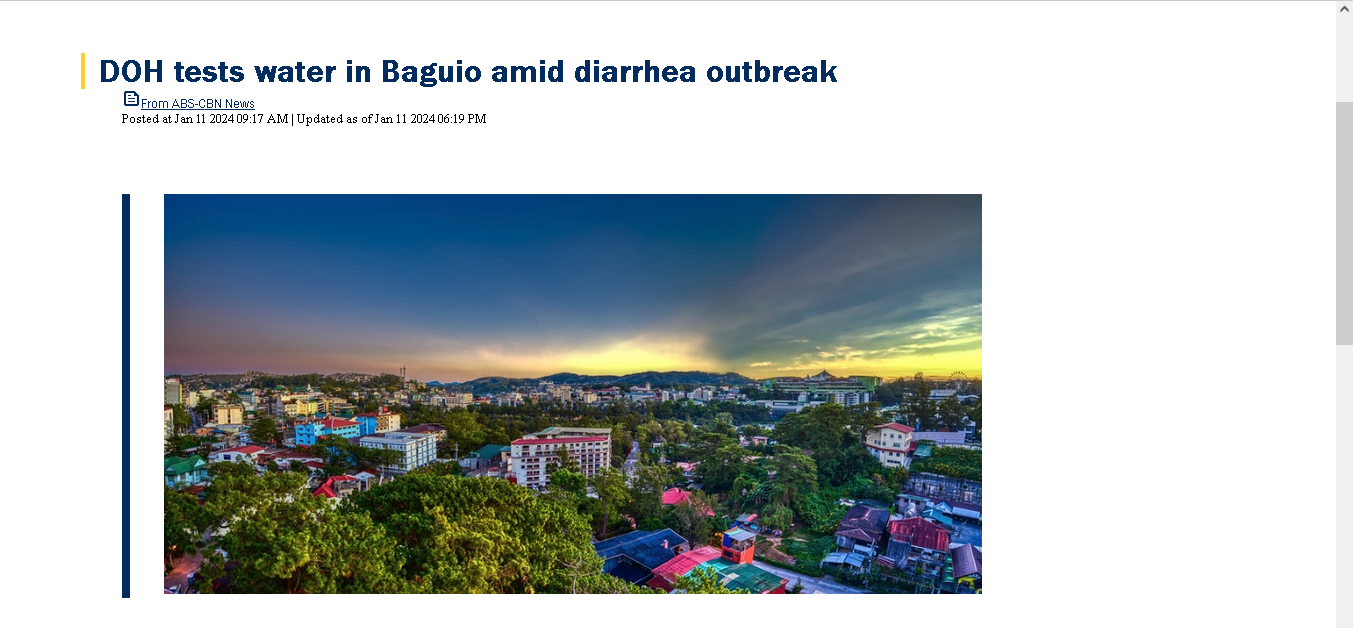 DOH tests water in Baguio amid diarrhea outbreak
From ABS-CBN News
Posted at Jan 11 2024 09:17 AM | Updated as of Jan 11 2024 06:19 PM